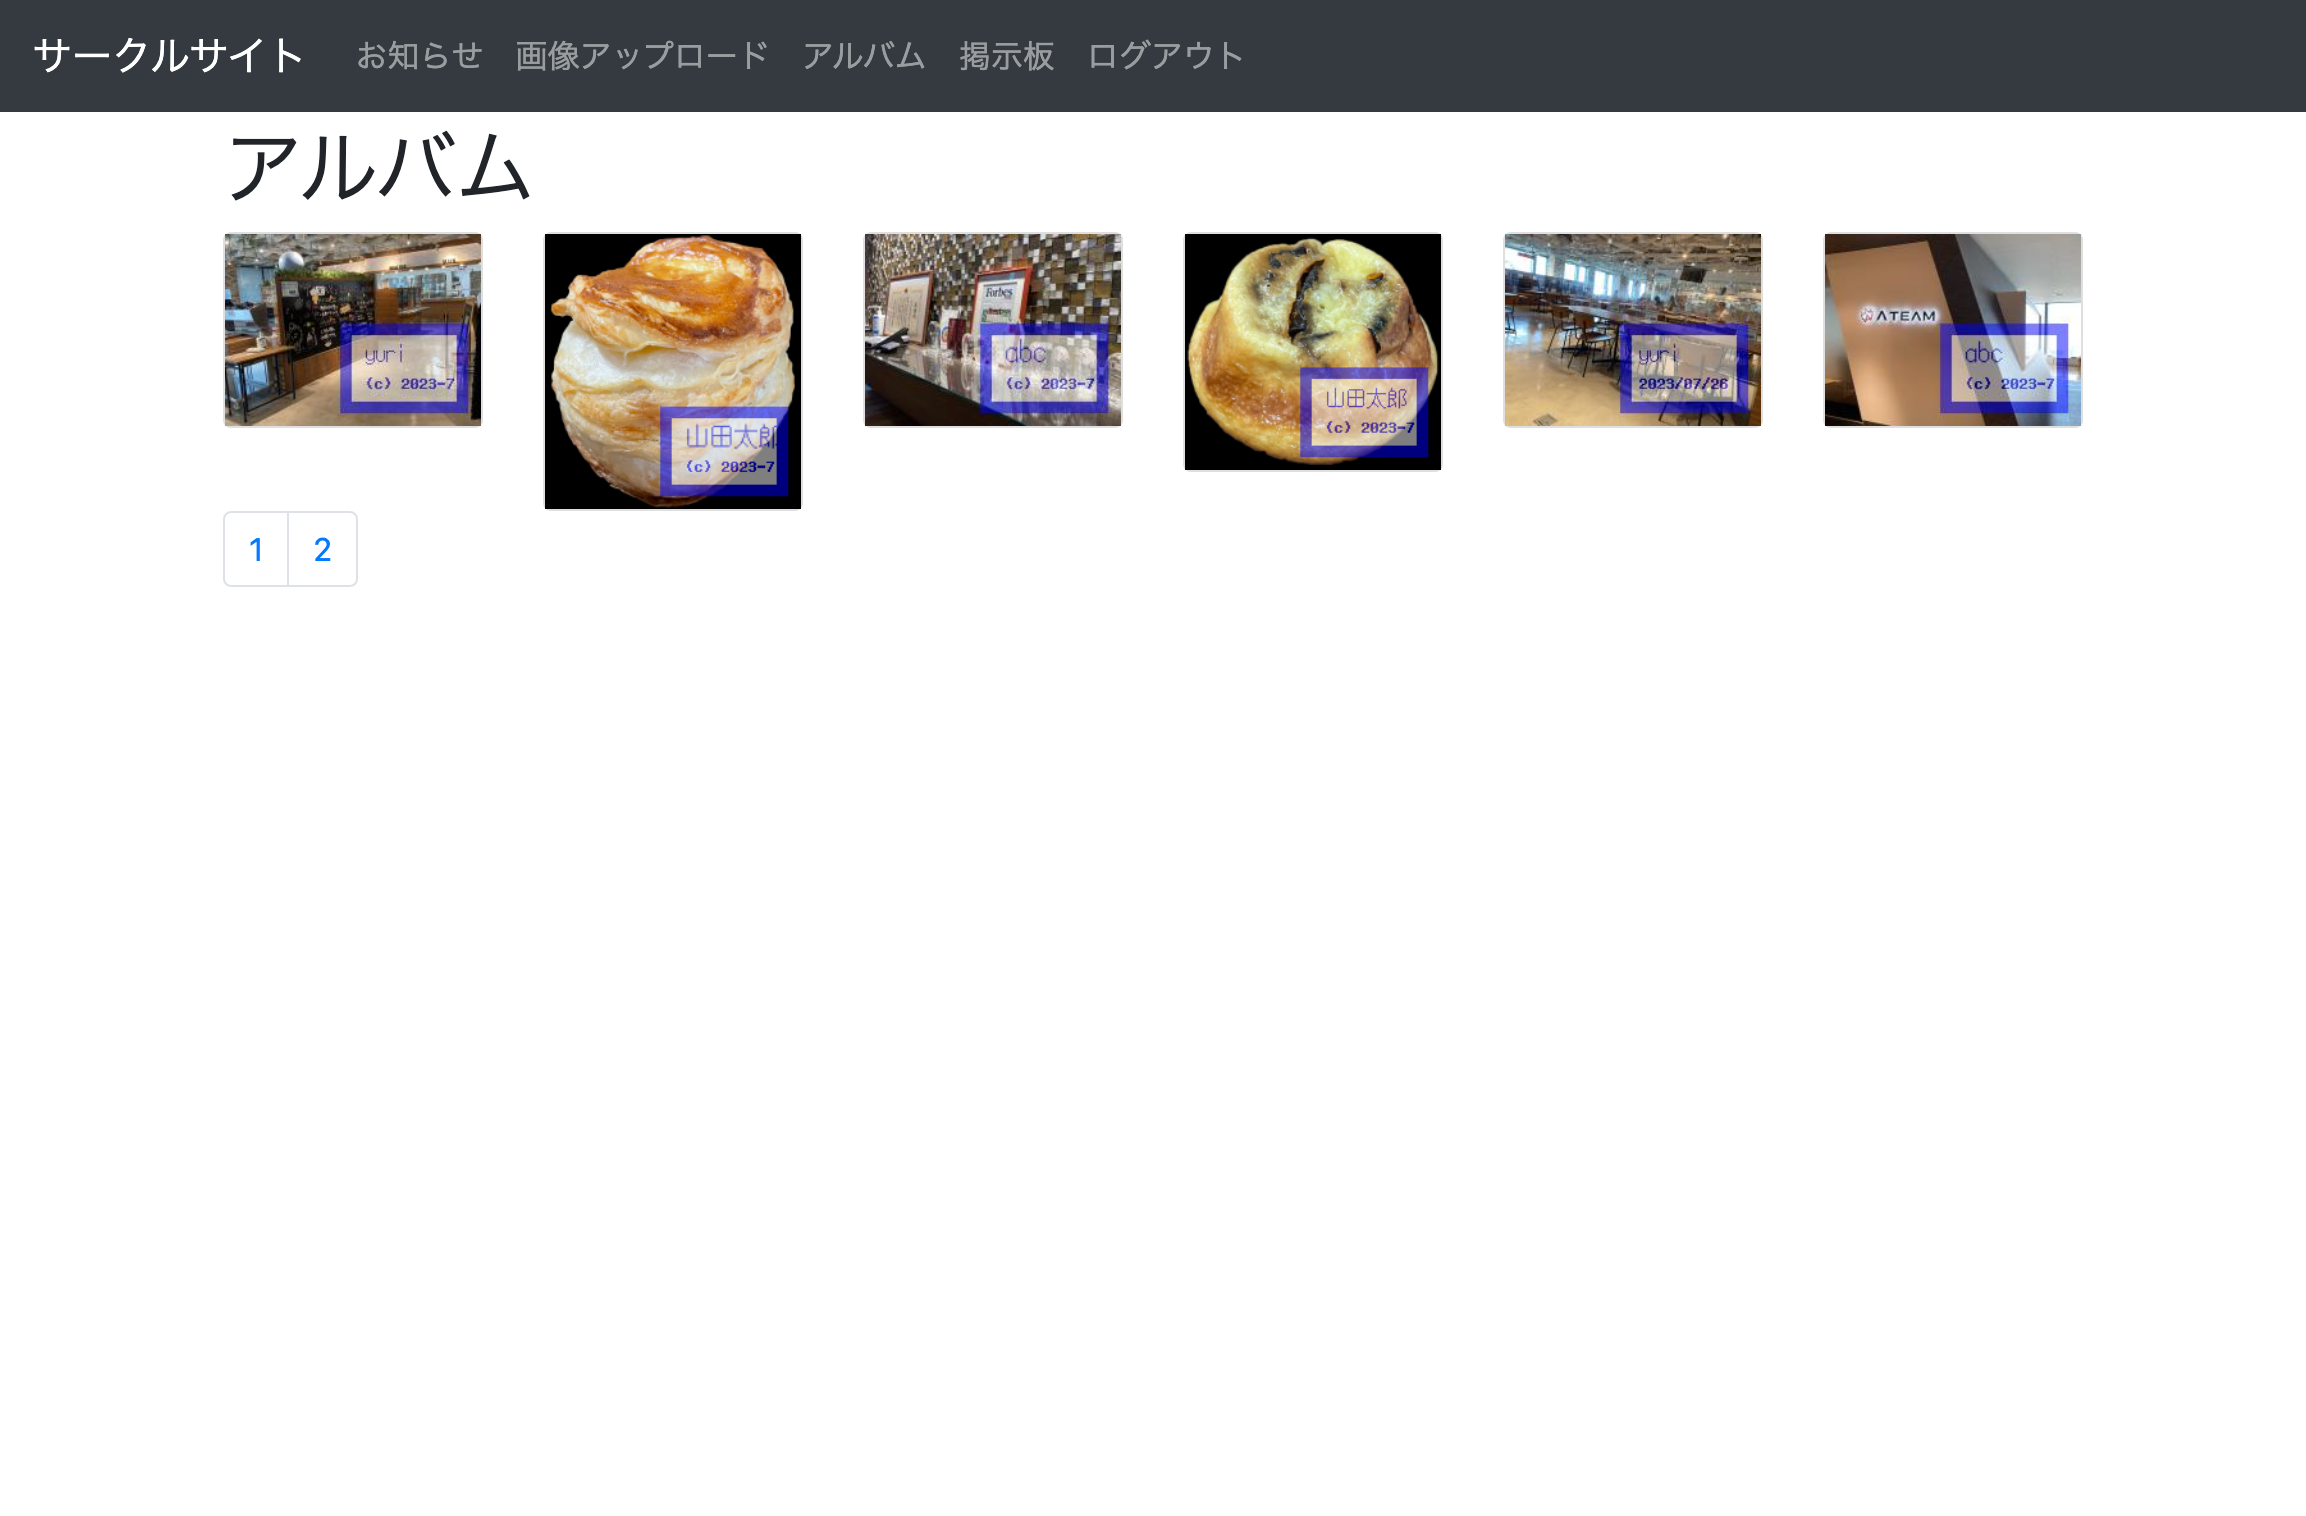 サークルサイト お知らせ 画像アップロード アルバム 掲示板 ログアウト
アルバム
yuri
(c) 2023-7
山田太郎
(c) 2023-7
Forbes
abc
(c) 2023-7
山田太郎
(c) 2023-7
yuri
2023/07/26
ATEAM
abc
(c) 2023-7
1 2